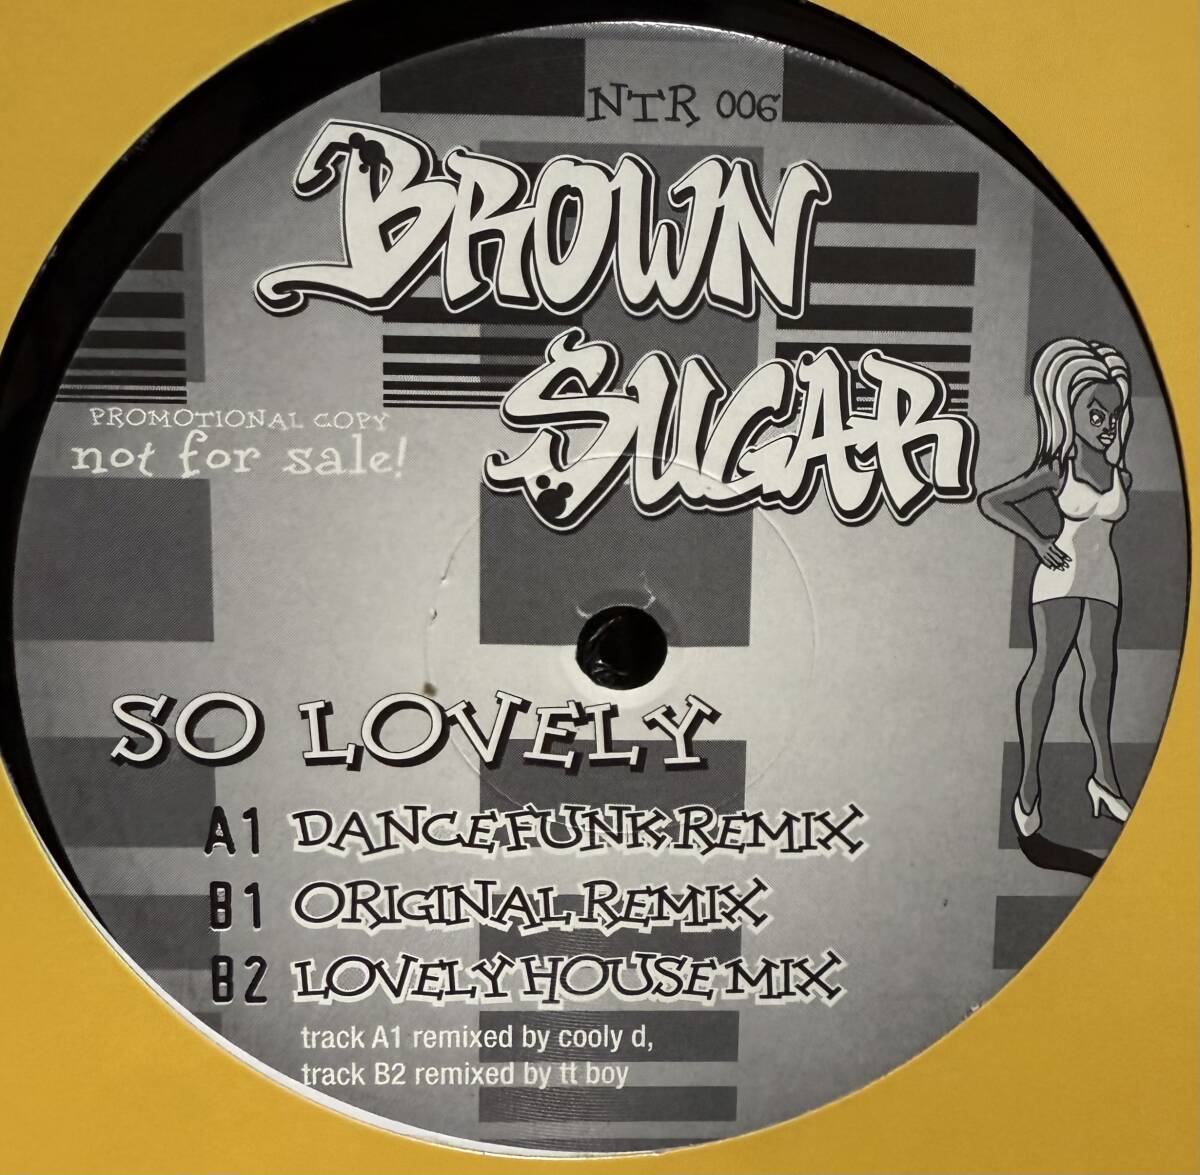 NTR 006
BROWN
SUGAR
PROMOTIONAL COPY
not for sale!
SO LOVELY
A1 DANCEFUNK REMIX
B1 ORIGINAL REMIX
B2 LOVELY HOUSE MIX
track A1 remixed by cooly d,
track B2 remixed by tt boy